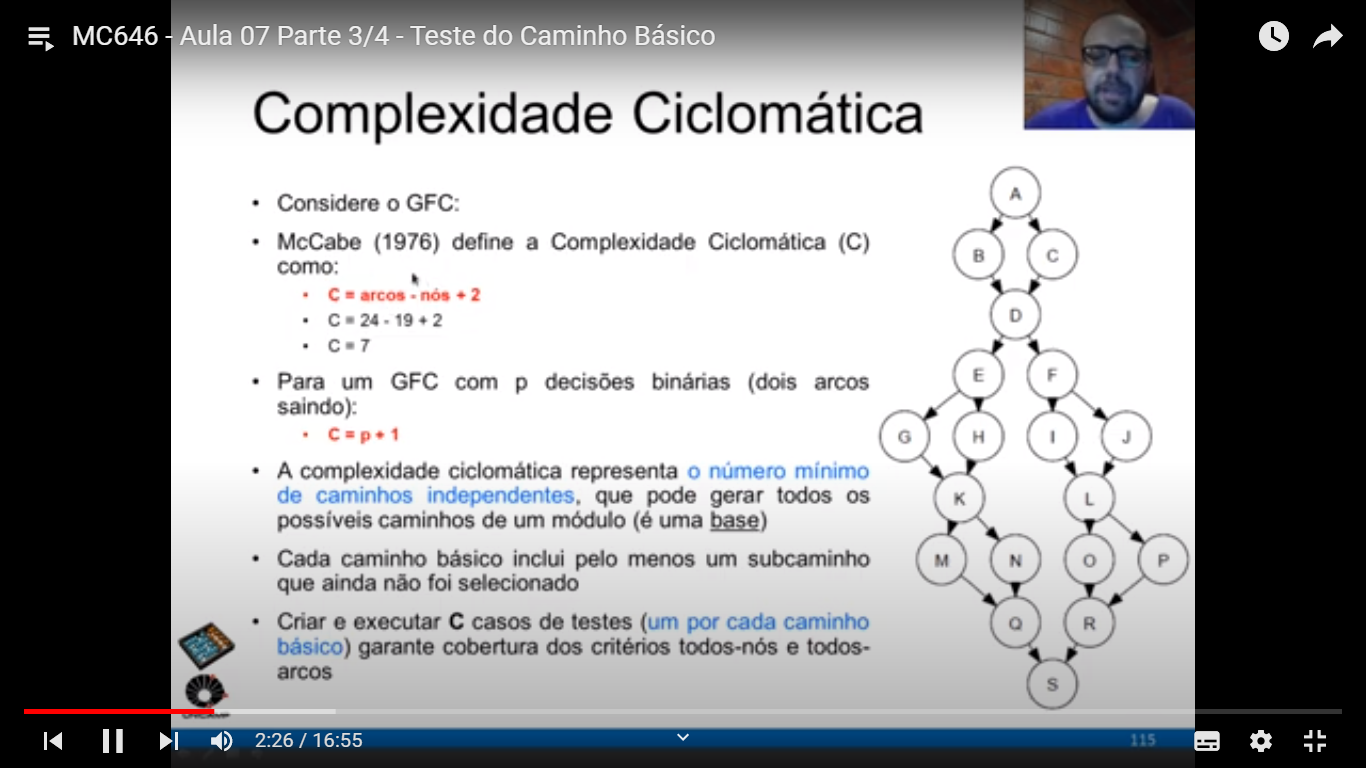 MC646 - Aula 07 Parte 3/4 - Teste do Caminho Básico
Complexidade Ciclomática
• Considere o GFC:
• McCabe (1976) define a Complexidade Ciclomática (C)
como:
• C = arcos - nós + 2
• C = 24 - 19 + 2
• C = 7
• Para um GFC com p decisões binárias (dois arcos
saindo):
• C = p + 1
• A complexidade ciclomática representa o número mínimo
de caminhos independentes, que pode gerar todos os
possíveis caminhos de um módulo (é uma base)
• Cada caminho básico inclui pelo menos um subcaminho
que ainda não foi selecionado
• Criar e executar C casos de testes (um por cada caminho
básico) garante cobertura dos critérios todos-nós e todos-
arcos
A
B C
D
E F
G H I J
K L
M N O P
Q R
S
UNICAMP
2:26 / 16:55
115